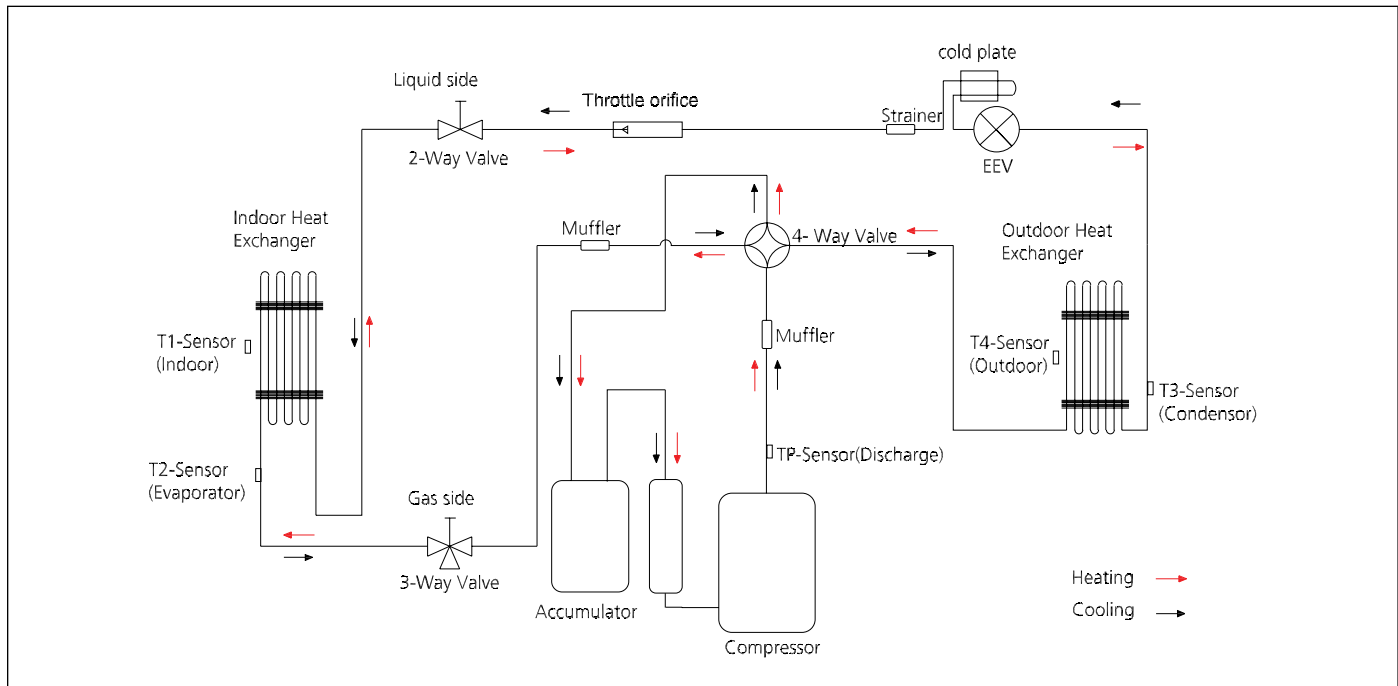 cold plate
Liquid side
Throttle orifice
Strainer
2-Way Valve
EEV
Indoor Heat
Exchanger
Muffler
4- Way Valve
Outdoor Heat
Exchanger
T1-Sensor
(Indoor)
Muffler
T4-Sensor
(Outdoor)
T3-Sensor
(Condensor)
T2-Sensor
(Evaporator)
TP-Sensor(Discharge)
Gas side
3-Way Valve
Accumulator
Compressor
Heating
Cooling